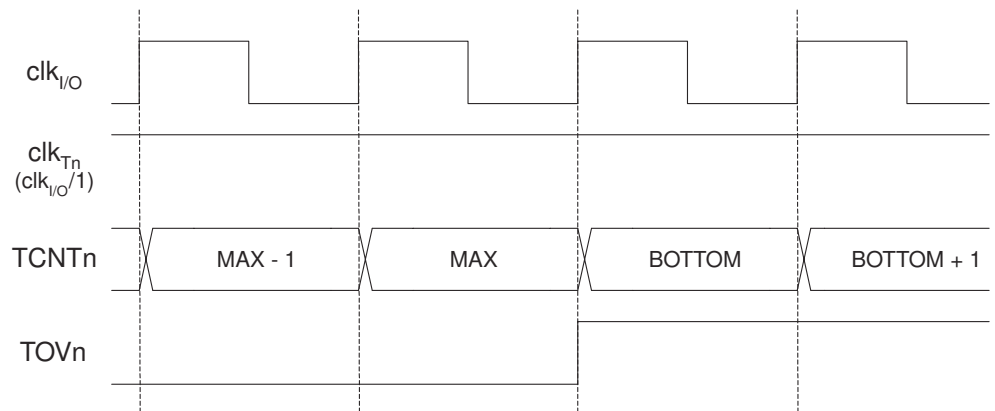 clkI/O
clkTn
(clkI/O/1)
TCNTn MAX - 1 MAX BOTTOM BOTTOM + 1
TOVn